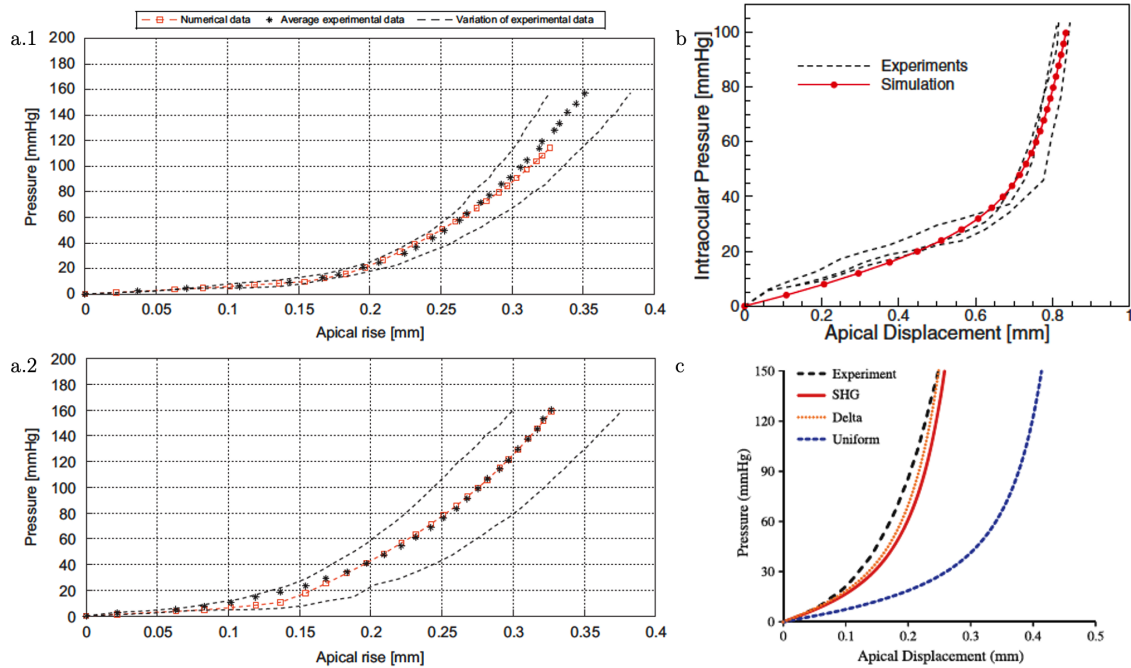 Numerical data
Average experimental data
Variation of experimental data
a.1
200
180
160
140
120
100
80
60
40
20
0
Pressure [mmHg]
0 0.05 0.1 0.15 0.2 0.25 0.3 0.35 0.4
Apical rise [mm]
b
100
80
60
40
20
0
Intraocular Pressure [mmHg]
Experiments
Simulation
0 0.2 0.4 0.6 0.8 1
Apical Displacement [mm]
a.2
200
180
160
140
120
100
80
60
40
20
0
Pressure [mmHg]
0 0.05 0.1 0.15 0.2 0.25 0.3 0.35 0.4
Apical rise [mm]
c
150
120
90
60
30
0
Pressure (mmHg)
Experiment
SHG
Delta
Uniform
0 0.1 0.2 0.3 0.4 0.5
Apical Displacement (mm)